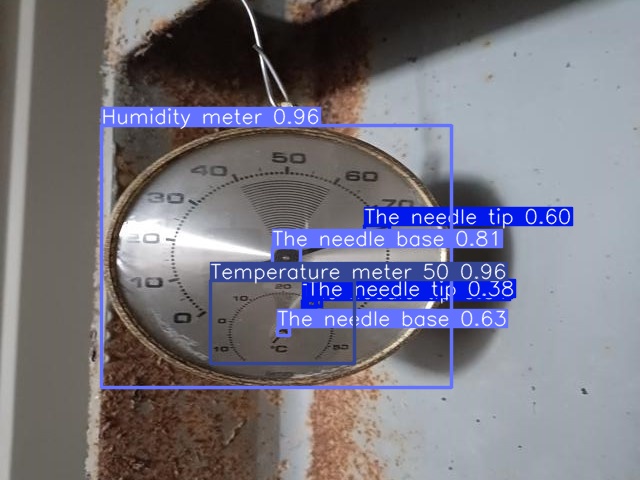 Humidity meter 0.96
50
40
60
30
70
The needle tip 0.60
20
The needle base 0.81
Temperature meter 50 0.96
10
The needle tip 0.38
20
10
0
The needle base 0.63
0
°C
10
50